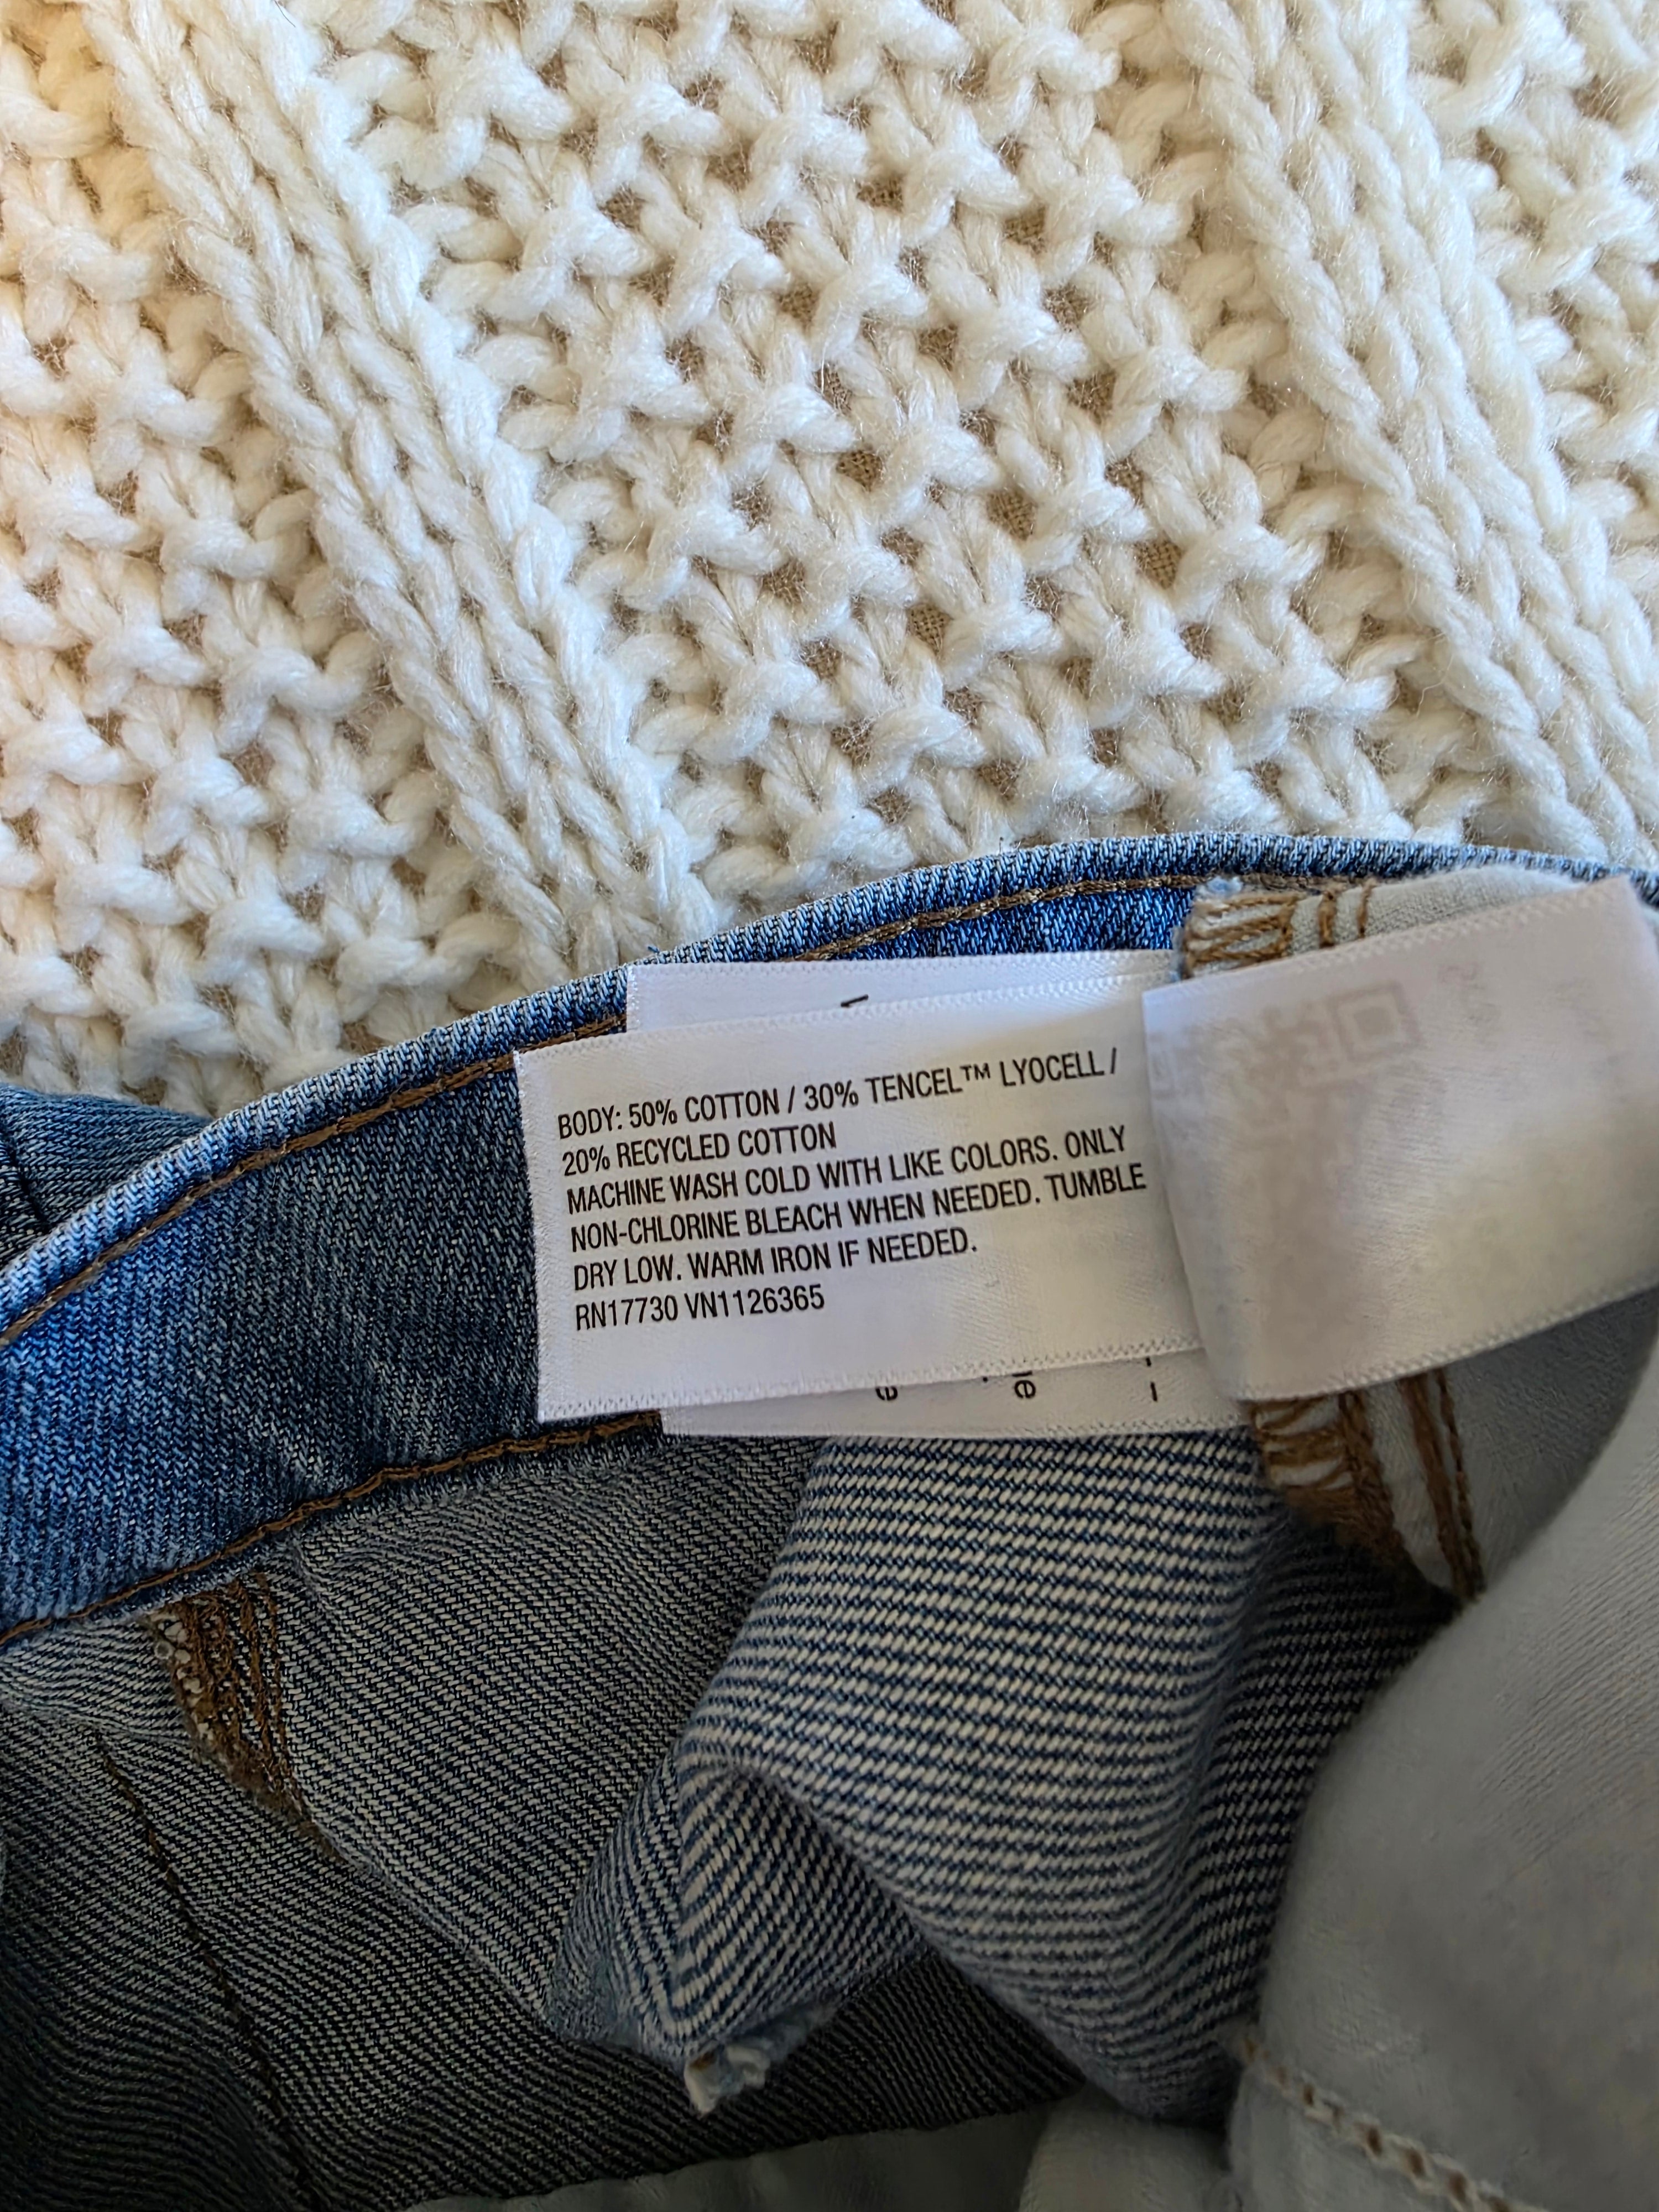 BODY: 50% COTTON / 30% TENCEL™ LYOCELL /
20% RECYCLED COTTON
MACHINE WASH COLD WITH LIKE COLORS. ONLY
NON-CHLORINE BLEACH WHEN NEEDED. TUMBLE
DRY LOW. WARM IRON IF NEEDED.
RN17730 VN1126365